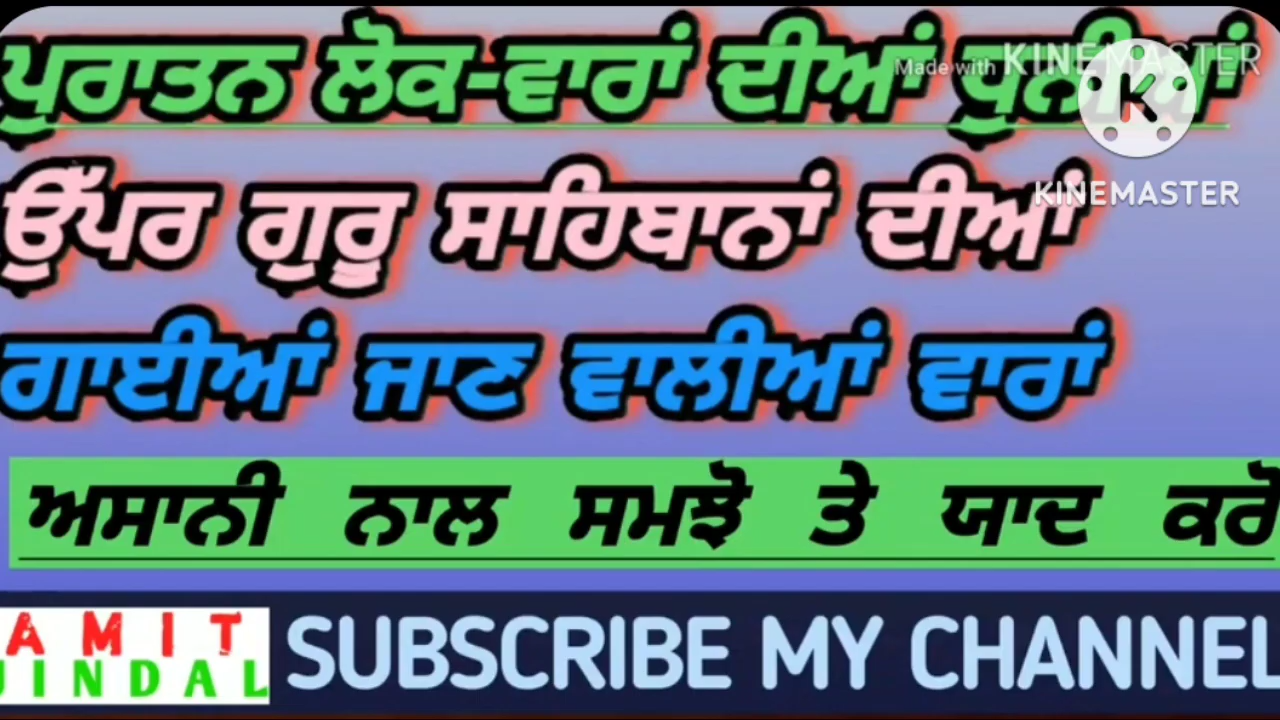 ਪੁਰਾਤਨ ਲੋਕ-ਵਾਰਾਂ ਦੀਆਂ ਧੁਨੀਆਂ
Made with KINEMASTER
KINEMASTER
ਉੱਪਰ ਗੁਰੂ ਸਾਹਿਬਾਨਾਂ ਦੀਆਂ
ਗਾਈਆਂ ਜਾਣ ਵਾਲੀਆਂ ਵਾਰਾਂ
ਅਸਾਨੀ ਨਾਲ ਸਮਝੋ ਤੇ ਯਾਦ ਕਰੋ
AMIT
JINDAL
SUBSCRIBE MY CHANNEL